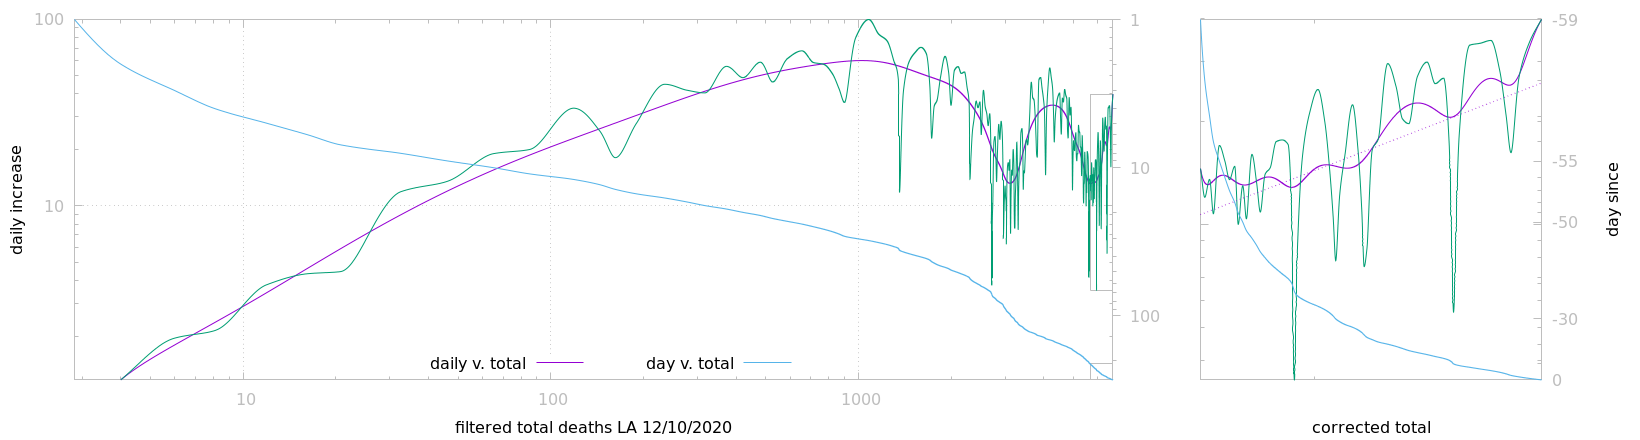 100
10
daily increase
daily v. total
day v. total
10
100
1000
filtered total deaths LA 12/10/2020
1
10
100
-59
-55
-50
-30
0
day since
corrected total